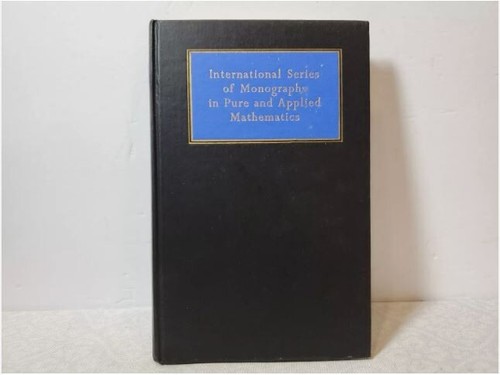 International Series
of Monographs
in Pure and Applied
Mathematics